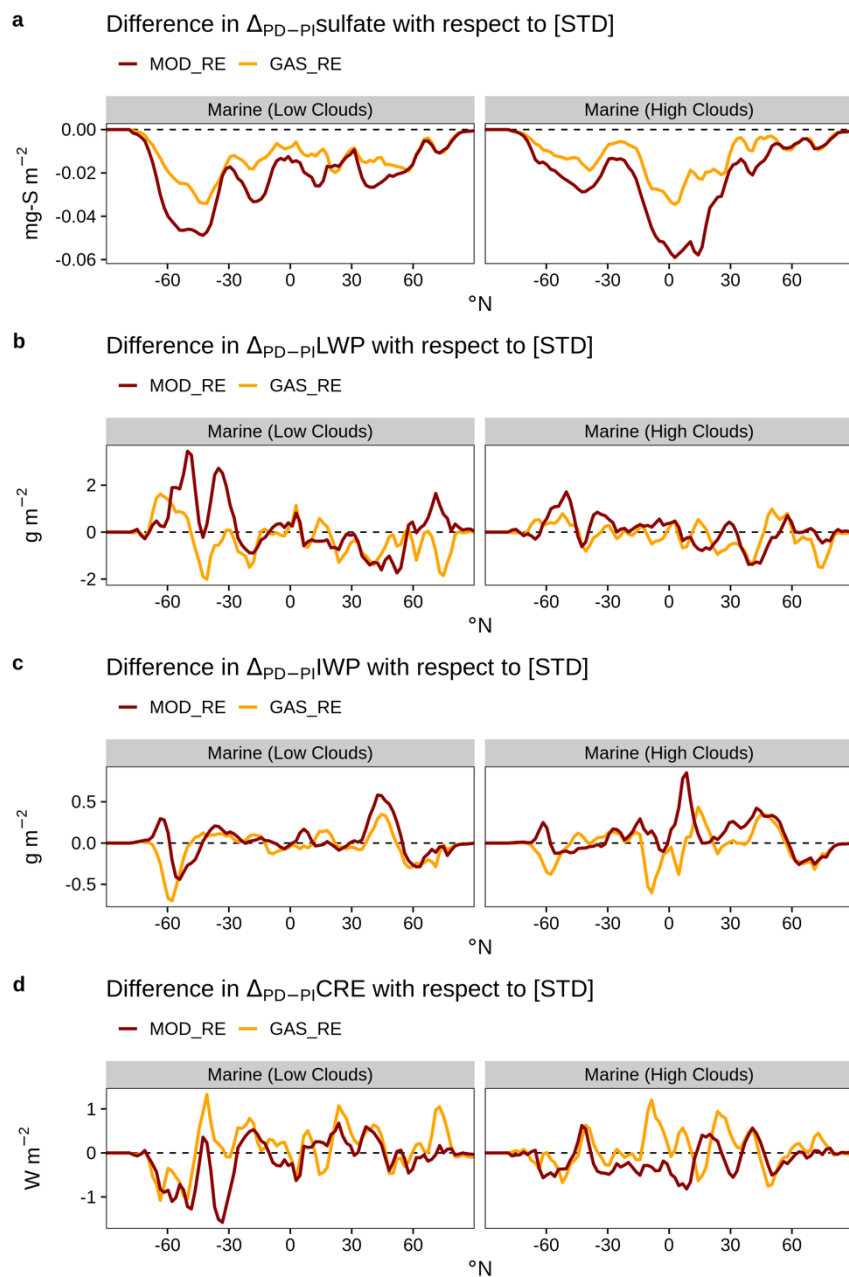 a Difference in ΔPD−PIsulfate with respect to [STD]
MOD_RE GAS_RE
Marine (Low Clouds) Marine (High Clouds)
0.00
-0.02
-0.04
-0.06
mg-S m−2
-60 -30 0 30 60 -60 -30 0 30 60
°N
b Difference in ΔPD−PILWP with respect to [STD]
MOD_RE GAS_RE
Marine (Low Clouds) Marine (High Clouds)
2
0
-2
g m−2
-60 -30 0 30 60 -60 -30 0 30 60
°N
c Difference in ΔPD−PIIWP with respect to [STD]
MOD_RE GAS_RE
Marine (Low Clouds) Marine (High Clouds)
0.5
0.0
-0.5
g m−2
-60 -30 0 30 60 -60 -30 0 30 60
°N
d Difference in ΔPD−PICRE with respect to [STD]
MOD_RE GAS_RE
Marine (Low Clouds) Marine (High Clouds)
1
0
-1
W m−2
-60 -30 0 30 60 -60 -30 0 30 60
°N